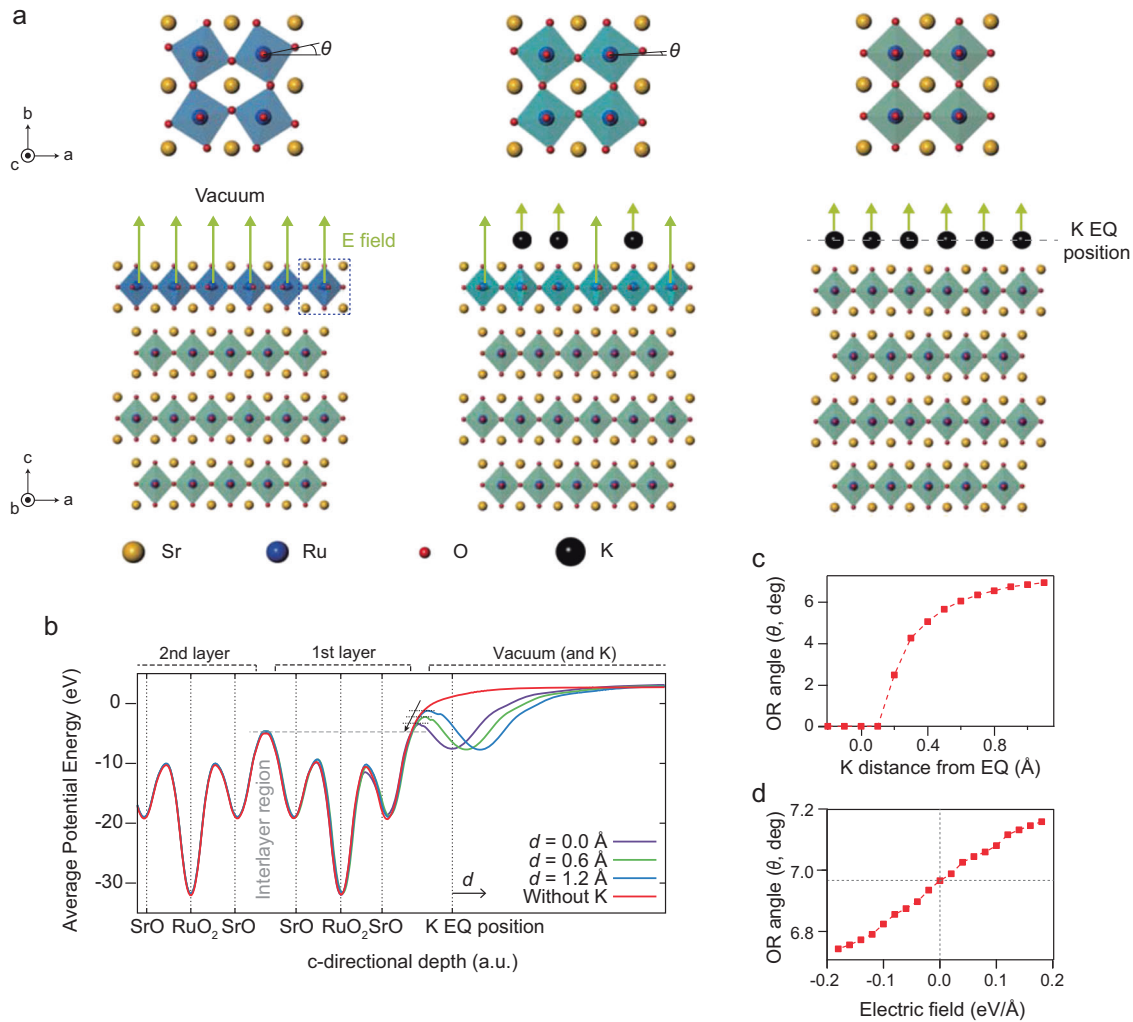 a
θ
θ
b
c
a
Vacuum
E field
K EQ
position
c
b
a
Sr
Ru
O
K
b
2nd layer
1st layer
Vacuum (and K)
Average Potential Energy (eV)
0
-10
-20
-30
Interlayer region
d = 0.0 Å
d = 0.6 Å
d = 1.2 Å
Without K
d
SrO RuO₂ SrO SrO RuO₂ SrO K EQ position
c-directional depth (a.u.)
c
OR angle (θ, deg)
6
4
2
0
0.0 0.4 0.8
K distance from EQ (Å)
d
OR angle (θ, deg)
7.2
7.0
6.8
-0.2 -0.1 0.0 0.1 0.2
Electric field (eV/Å)